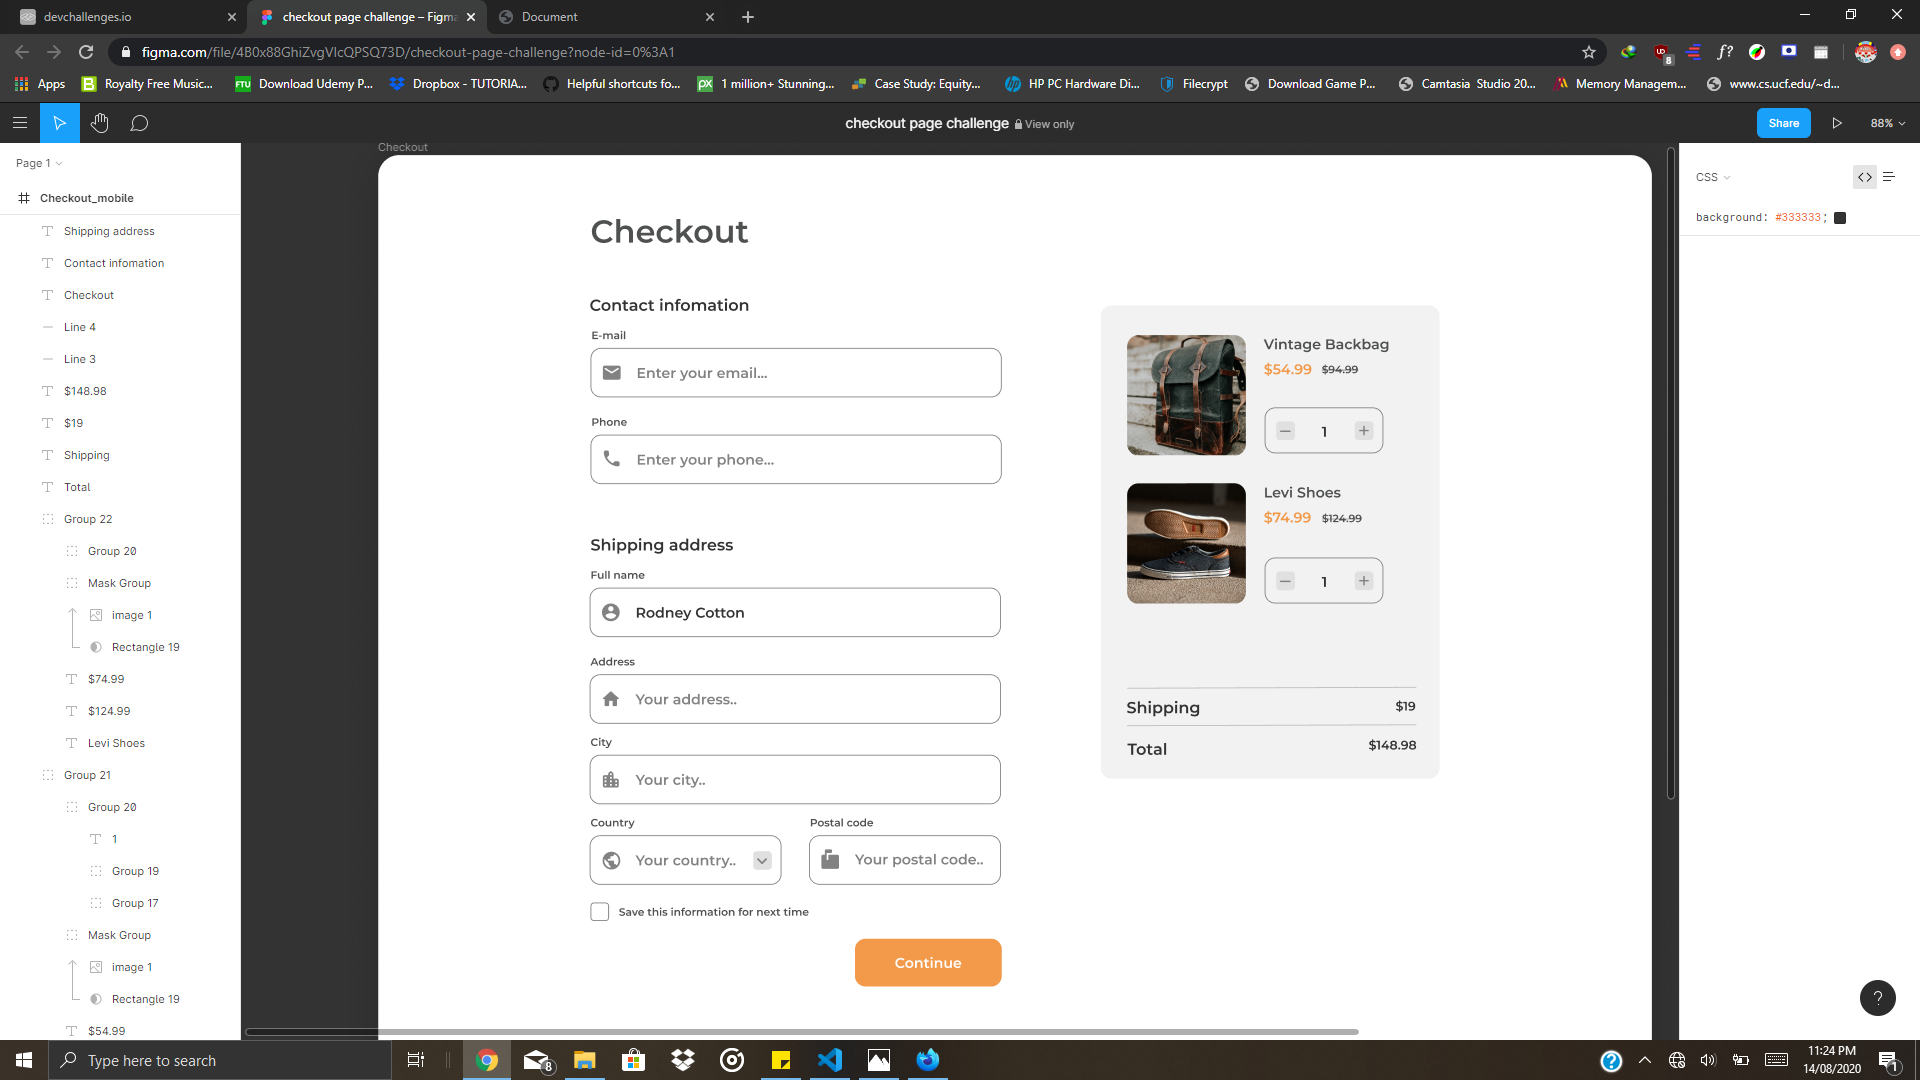 devchallenges.io
checkout page challenge – Figma
Document
figma.com/file/4B0x88GhiZvgVlcQPSQ73D/checkout-page-challenge?node-id=0%3A1
Apps
Royalty Free Music...
Download Udemy P...
Dropbox - TUTORIA...
Helpful shortcuts fo...
1 million+ Stunning...
Case Study: Equity...
HP PC Hardware Di...
Filecrypt
Download Game P...
Camtasia Studio 20...
Memory Managem...
www.cs.ucf.edu/~d...
checkout page challenge View only
Share
88%
Page 1
Checkout_mobile
Shipping address
Contact infomation
Checkout
Line 4
Line 3
$148.98
$19
Shipping
Total
Group 22
Group 20
Mask Group
image 1
Rectangle 19
$74.99
$124.99
Levi Shoes
Group 21
Group 20
1
Group 19
Group 17
Mask Group
image 1
Rectangle 19
$54.99
Checkout
Checkout
Contact infomation
E-mail
Enter your email...
Phone
Enter your phone...
Shipping address
Full name
Rodney Cotton
Address
Your address..
City
Your city..
Country
Your country..
Postal code
Your postal code..
Save this information for next time
Continue
Vintage Backbag
$54.99 $94.99
1
Levi Shoes
$74.99 $124.99
1
Shipping $19
Total $148.98
CSS
background: #333333;
?
Type here to search
8
11:24 PM
14/08/2020
1